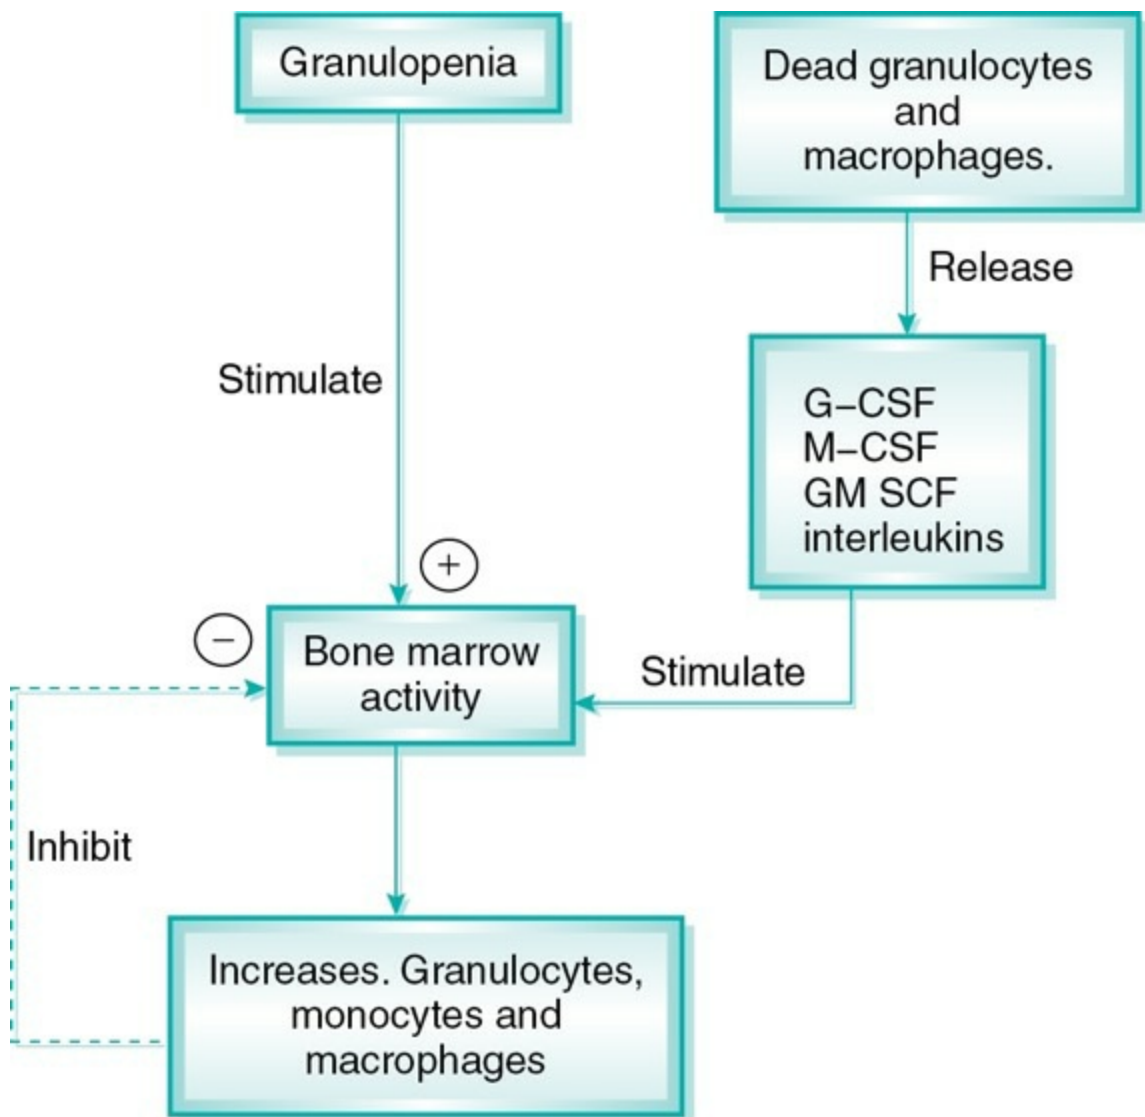 Granulopenia
Dead granulocytes
and
macrophages.
Release
Stimulate
G–CSF
M–CSF
GM SCF
interleukins
+
−
Bone marrow
activity
Stimulate
Inhibit
Increases. Granulocytes,
monocytes and
macrophages